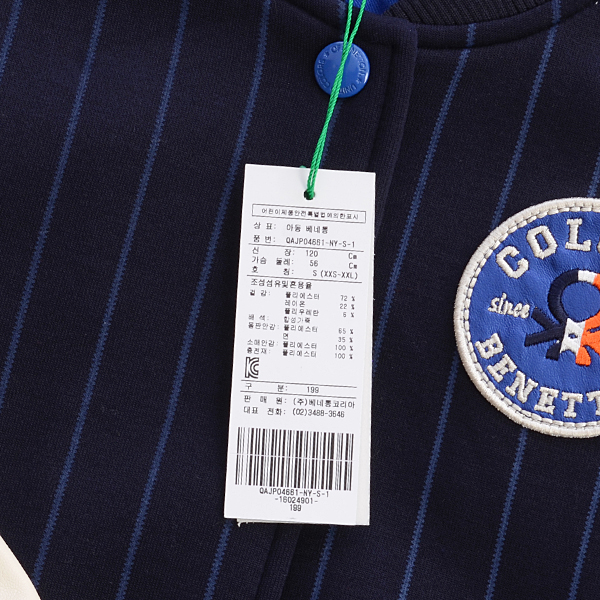 어린이제품안전특별법에의한표시
상 표: 아동 베네통
품 번: QAJP04661-NY-S-1
신 장: 120 Cm
가슴 둘레: 56 Cm
호 칭: S (XXS-XXL)
조성섬유및혼용율
겉 감: 폴리에스터 72 %
레이온 22 %
폴리우레탄 6 %
배 색: 합성가죽
몸판안감: 폴리에스터 65 %
면 35 %
소매안감: 폴리에스터 100 %
충전재: 폴리에스터 100 %
구 분: 199
판 매 원: (주)베네통코리아
대표 전화: (02)3488-3646
QAJP04661-NY-S-1
-16024901-
199
COL
since
BENETT